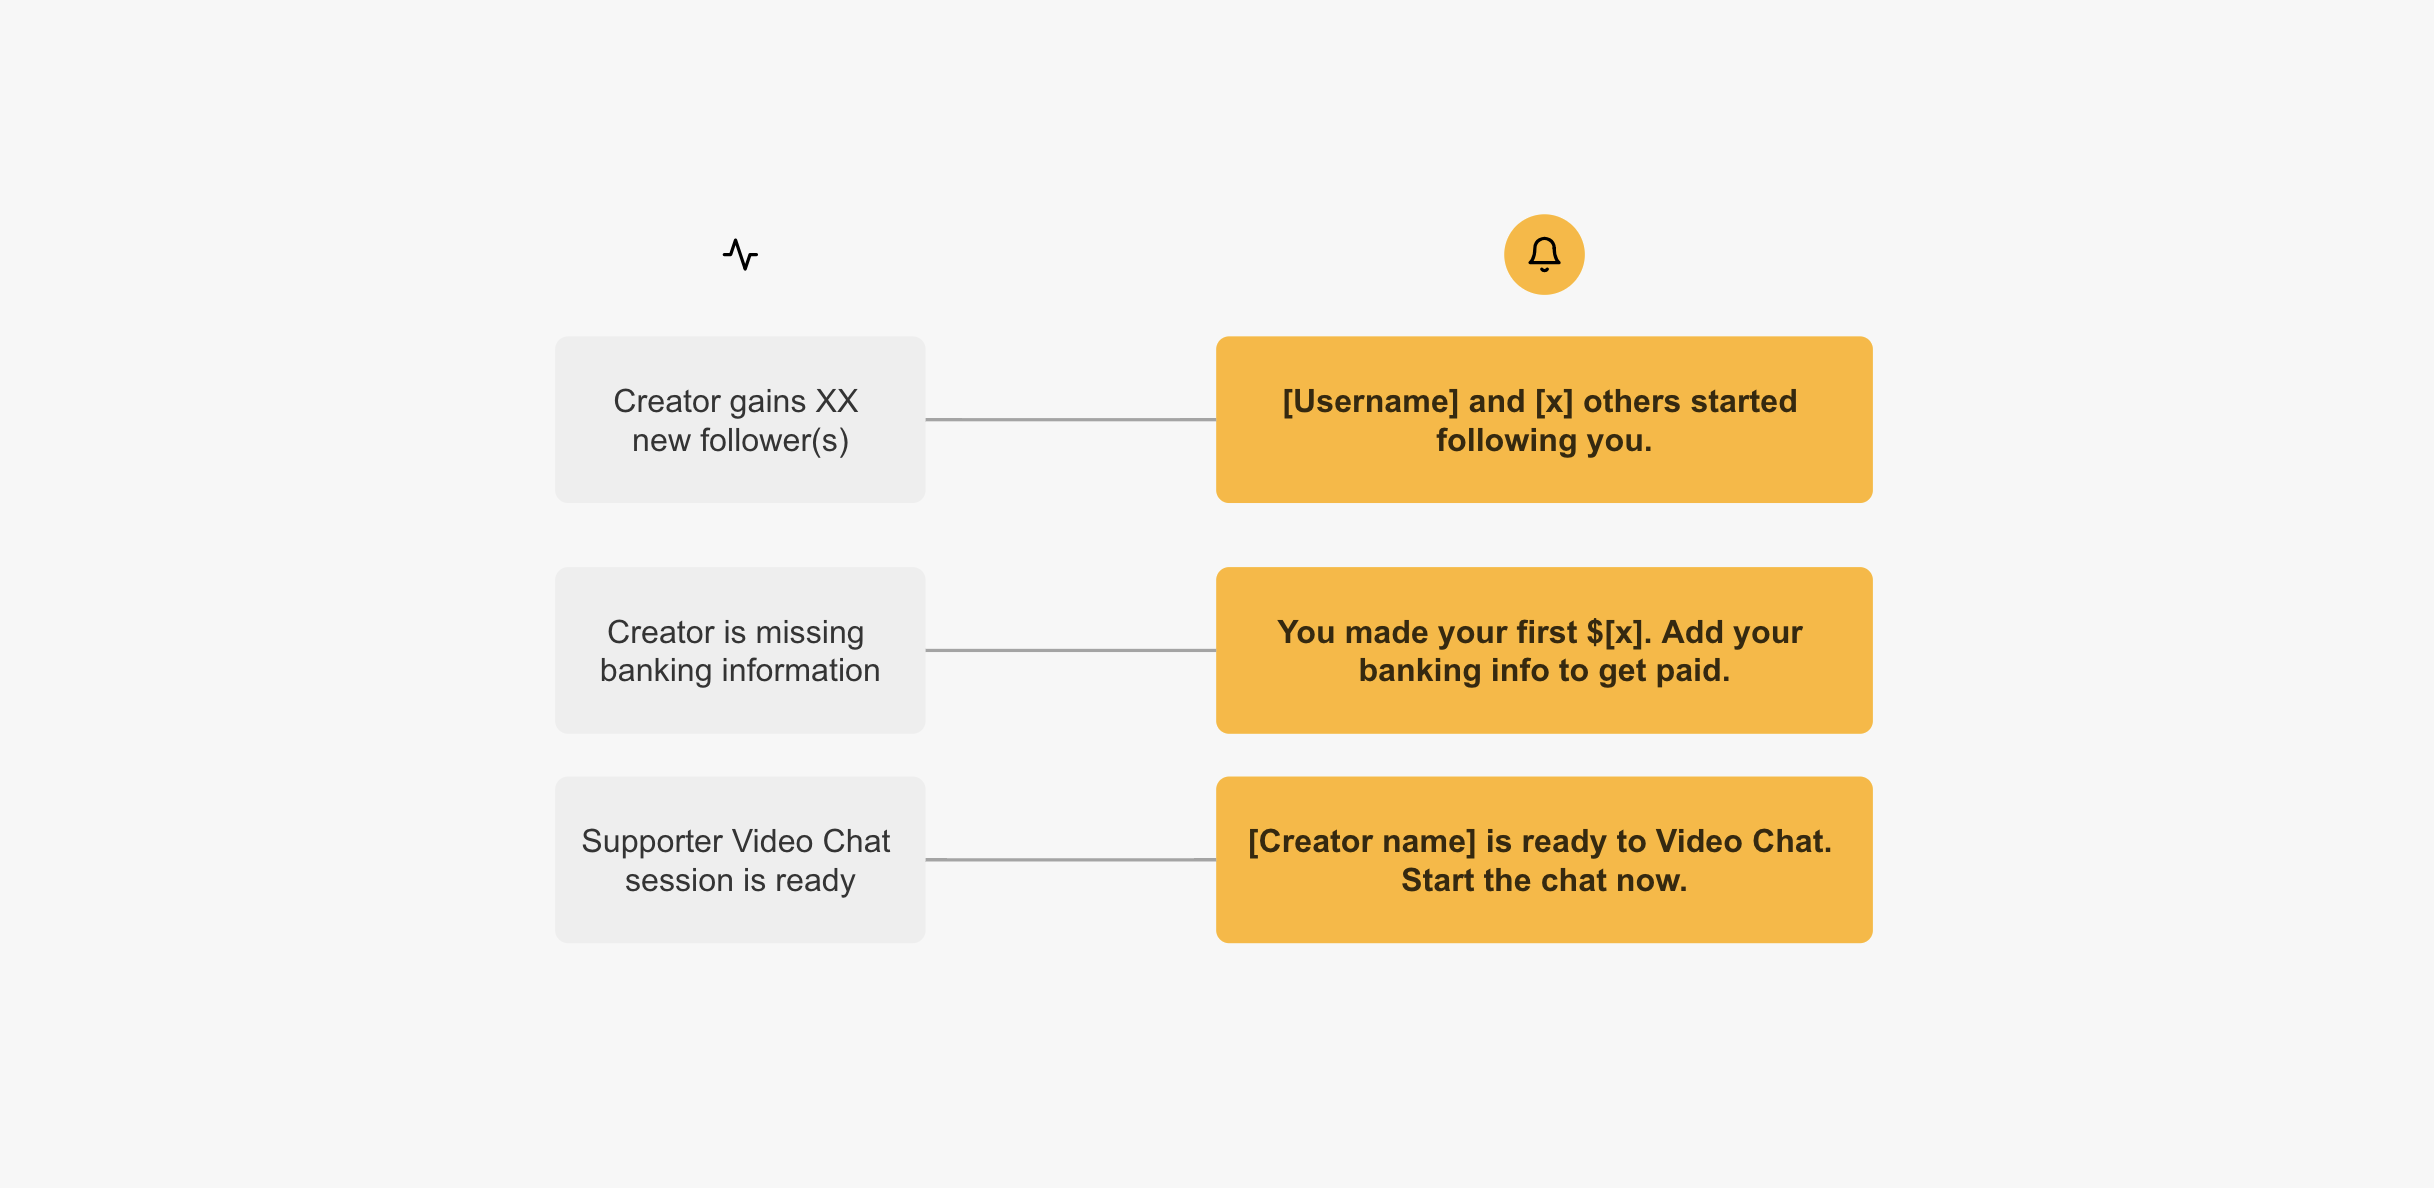 Creator gains XX
new follower(s)
[Username] and [x] others started
following you.
Creator is missing
banking information
You made your first $[x]. Add your
banking info to get paid.
Supporter Video Chat
session is ready
[Creator name] is ready to Video Chat.
Start the chat now.